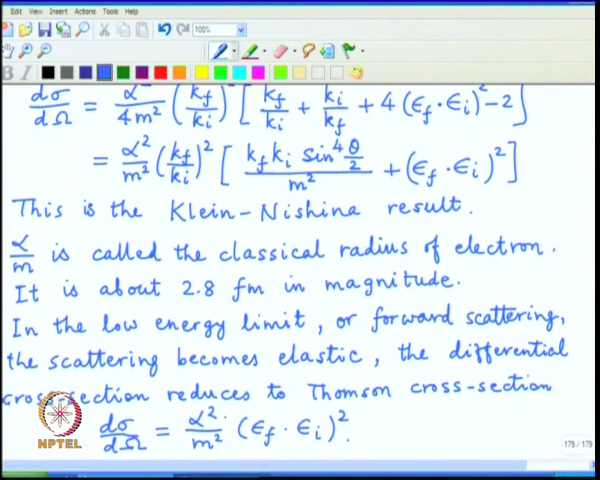 Edit View Insert Actions Tools Help
100%
dσ/dΩ = α²/4m² (k_f/k_i)² [ k_f/k_i + k_i/k_f + 4(ϵ_f · ϵ_i)² - 2 ]
= α²/m² (k_f/k_i)² [ k_f k_i sin⁴ θ/2 / m² + (ϵ_f · ϵ_i)² ]
This is the Klein-Nishina result.
α/m is called the classical radius of electron.
It is about 2.8 fm in magnitude.
In the low energy limit, or forward scattering,
the scattering becomes elastic, the differential
cross-section reduces to Thomson cross-section
dσ/dΩ = α²/m² (ϵ_f · ϵ_i)².
NPTEL
179 / 179